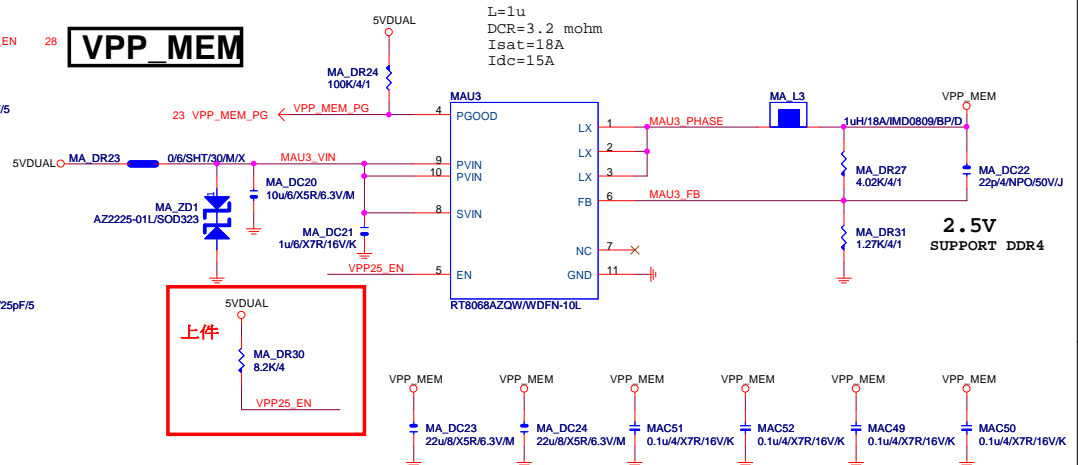 L=1u
DCR=3.2 mohm
Isat=18A
Idc=15A
_EN 28
VPP_MEM
5VDUAL
MA_DR24
100K/4/1
/5
23 VPP_MEM_PG
VPP_MEM_PG
MAU3
4 PGOOD
9 PVIN
10 PVIN
8 SVIN
5 EN
LX 1
LX 2
LX 3
FB 6
NC 7
GND 11
RT8068AZQW/WDFN-10L
5VDUAL
MA_DR23
0/6/SHT/30/M/X
MAU3_VIN
1
MA_ZD1
AZ2225-01L/SOD323
MA_DC20
10u/6/X5R/6.3V/M
MA_DC21
1u/6/X7R/16V/K
VPP25_EN
MAU3_PHASE
MA_L3
1uH/18A/IMD0809/BP/D
VPP_MEM
MA_DR27
4.02K/4/1
MA_DC22
22p/4/NPO/50V/J
MAU3_FB
MA_DR31
1.27K/4/1
2.5V
SUPPORT DDR4
/25pF/5
5VDUAL
上件
MA_DR30
8.2K/4
VPP25_EN
VPP_MEM
MA_DC23
22u/8/X5R/6.3V/M
VPP_MEM
MA_DC24
22u/8/X5R/6.3V/M
VPP_MEM
MAC51
0.1u/4/X7R/16V/K
VPP_MEM
MAC52
0.1u/4/X7R/16V/K
VPP_MEM
MAC49
0.1u/4/X7R/16V/K
VPP_MEM
MAC50
0.1u/4/X7R/16V/K